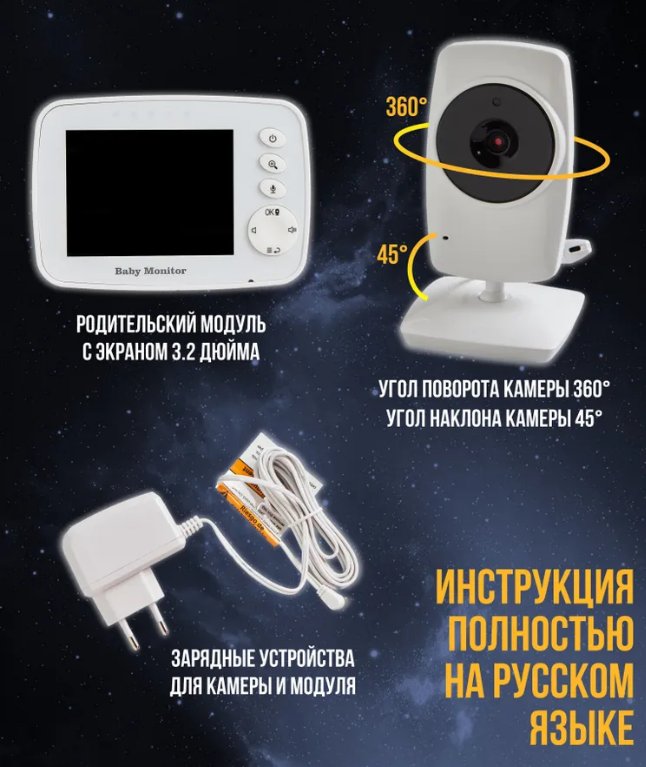 360°
OK
Baby Monitor
45°
РОДИТЕЛЬСКИЙ МОДУЛЬ
С ЭКРАНОМ 3.2 ДЮЙМА
УГОЛ ПОВОРОТА КАМЕРЫ 360°
УГОЛ НАКЛОНА КАМЕРЫ 45°
ЗАРЯДНЫЕ УСТРОЙСТВА
ДЛЯ КАМЕРЫ И МОДУЛЯ
ИНСТРУКЦИЯ
ПОЛНОСТЬЮ
НА РУССКОМ
ЯЗЫКЕ